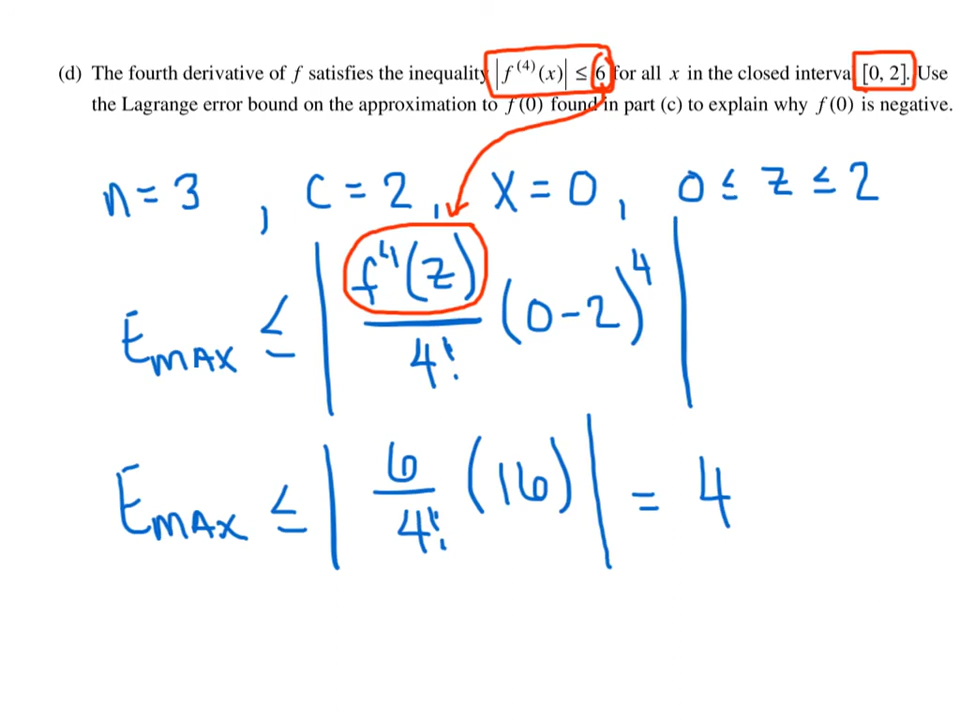 (d) The fourth derivative of f satisfies the inequality |f^(4)(x)| ≤ 6 for all x in the closed interva [0, 2]. Use
the Lagrange error bound on the approximation to f(0) found in part (c) to explain why f(0) is negative.
n = 3 , c = 2 , x = 0 , 0 ≤ z ≤ 2
E_MAX ≤ | f^4(z) / 4! (0-2)^4 |
E_MAX ≤ | 6 / 4! (16) | = 4